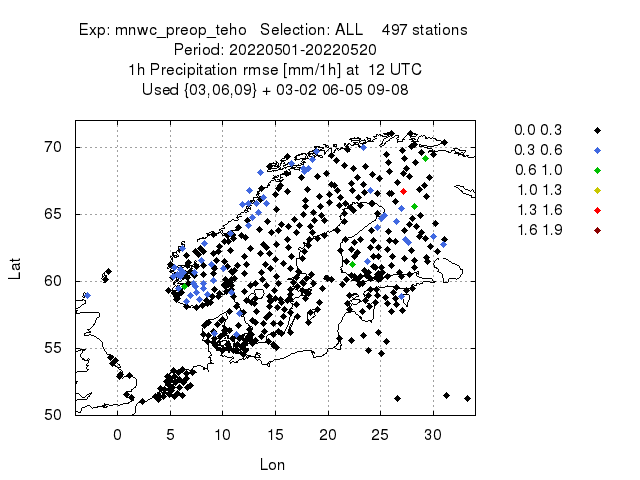 Exp: mnwc_preop_teho   Selection: ALL    497 stations
Period: 20220501-20220520
1h Precipitation rmse [mm/1h] at  12 UTC
Used {03,06,09} + 03-02 06-05 09-08
0.0 0.3
0.3 0.6
0.6 1.0
1.0 1.3
1.3 1.6
1.6 1.9
70
65
60
55
50
Lat
0 5 10 15 20 25 30
Lon